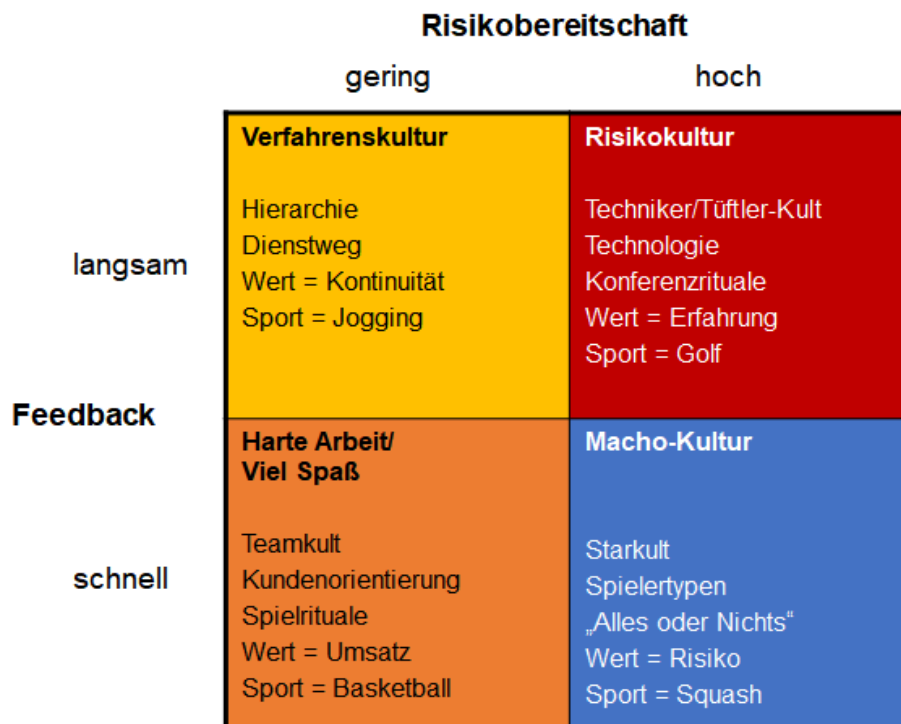 Risikobereitschaft
gering
hoch
langsam
Verfahrenskultur
Hierarchie
Dienstweg
Wert = Kontinuität
Sport = Jogging
Risikokultur
Techniker/Tüftler-Kult
Technologie
Konferenzrituale
Wert = Erfahrung
Sport = Golf
Feedback
schnell
Harte Arbeit/
Viel Spaß
Teamkult
Kundenorientierung
Spielrituale
Wert = Umsatz
Sport = Basketball
Macho-Kultur
Starkult
Spielertypen
„Alles oder Nichts“
Wert = Risiko
Sport = Squash